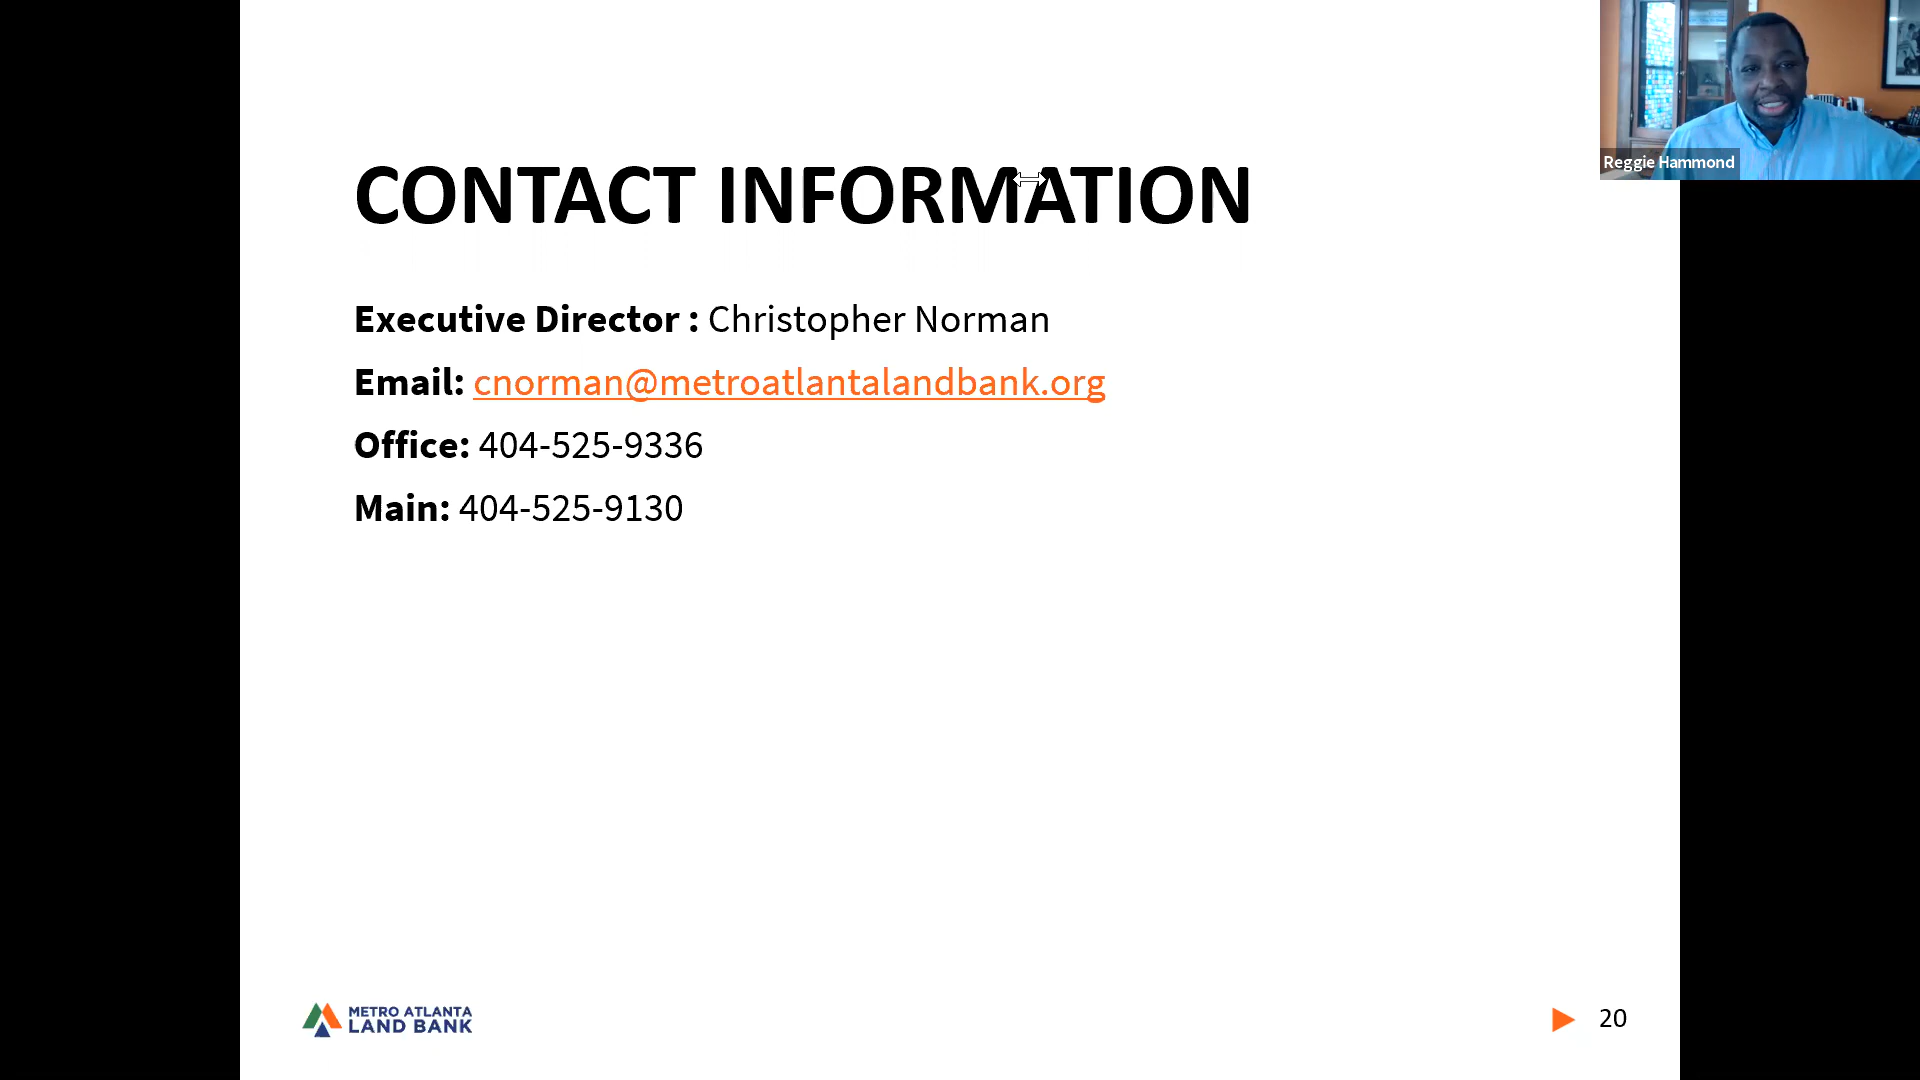 CONTACT INFORMATION
Executive Director : Christopher Norman
Email: cnorman@metroatlantalandbank.org
Office: 404-525-9336
Main: 404-525-9130
Reggie Hammond
METRO ATLANTA
LAND BANK
20